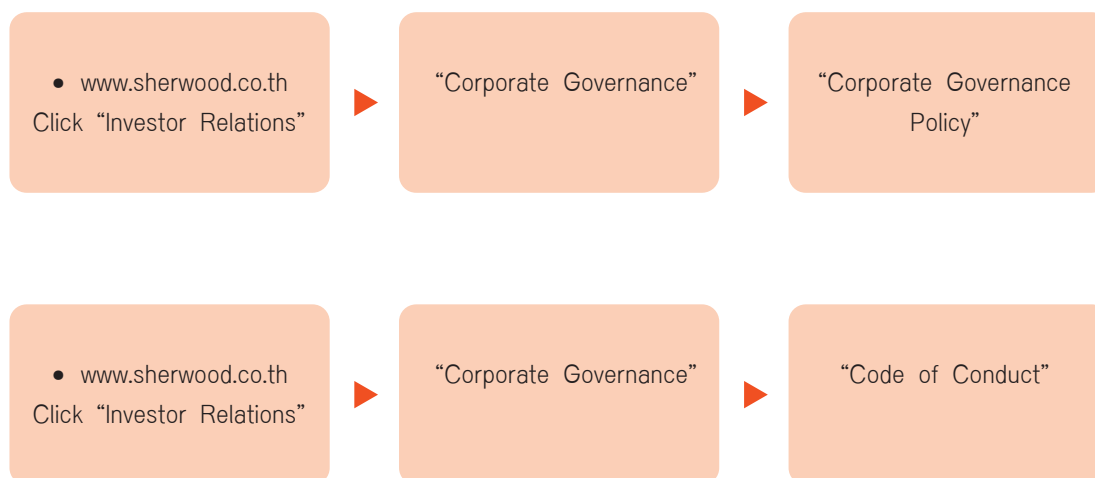 • www.sherwood.co.th
Click “Investor Relations”
“Corporate Governance”
“Corporate Governance
Policy”
• www.sherwood.co.th
Click “Investor Relations”
“Corporate Governance”
“Code of Conduct”